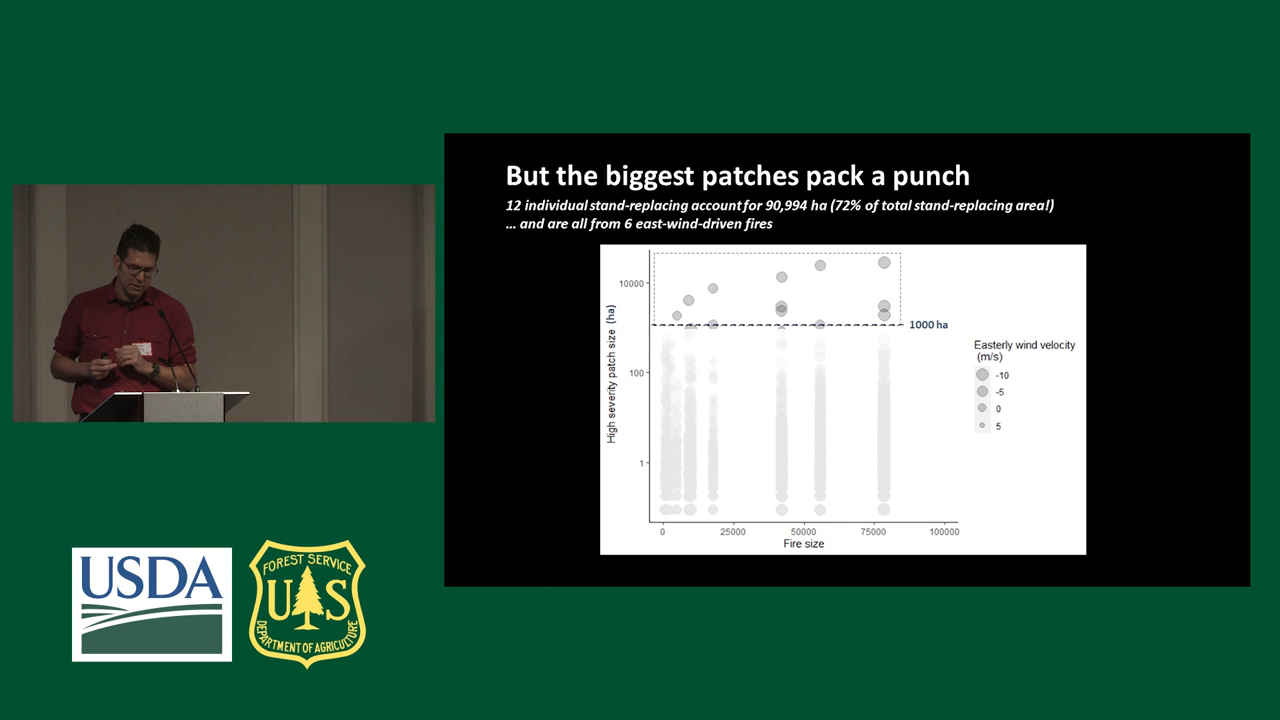 But the biggest patches pack a punch
12 individual stand-replacing account for 90,994 ha (72% of total stand-replacing area!)
... and are all from 6 east-wind-driven fires
High severity patch size (ha)
10000
100
1
1000 ha
0
25000
50000
75000
100000
Fire size
Easterly wind velocity
(m/s)
-10
-5
0
5
USDA
FOREST SERVICE
U S
DEPARTMENT OF AGRICULTURE